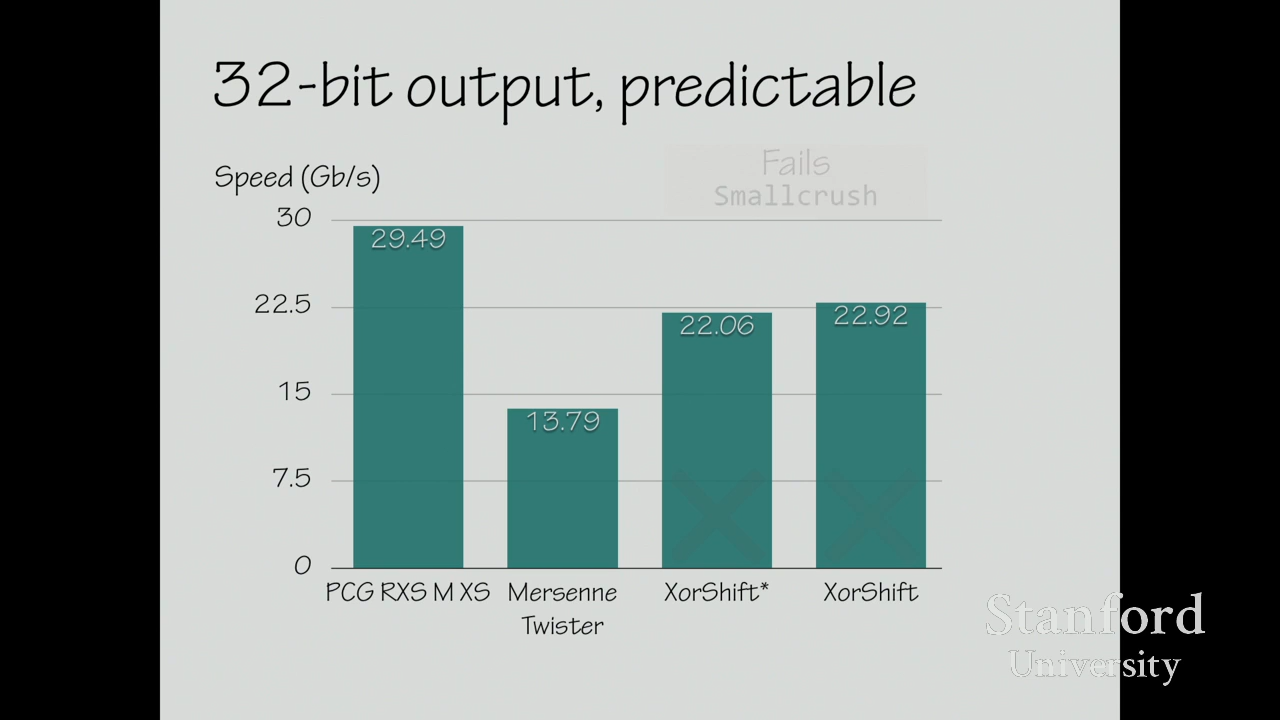 32-bit output, predictable
Speed (Gb/s)
Fails
Smallcrush
30
22.5
15
7.5
0
29.49
13.79
22.06
22.92
PCG RXS M XS
Mersenne
Twister
XorShift*
XorShift
Stanford
University